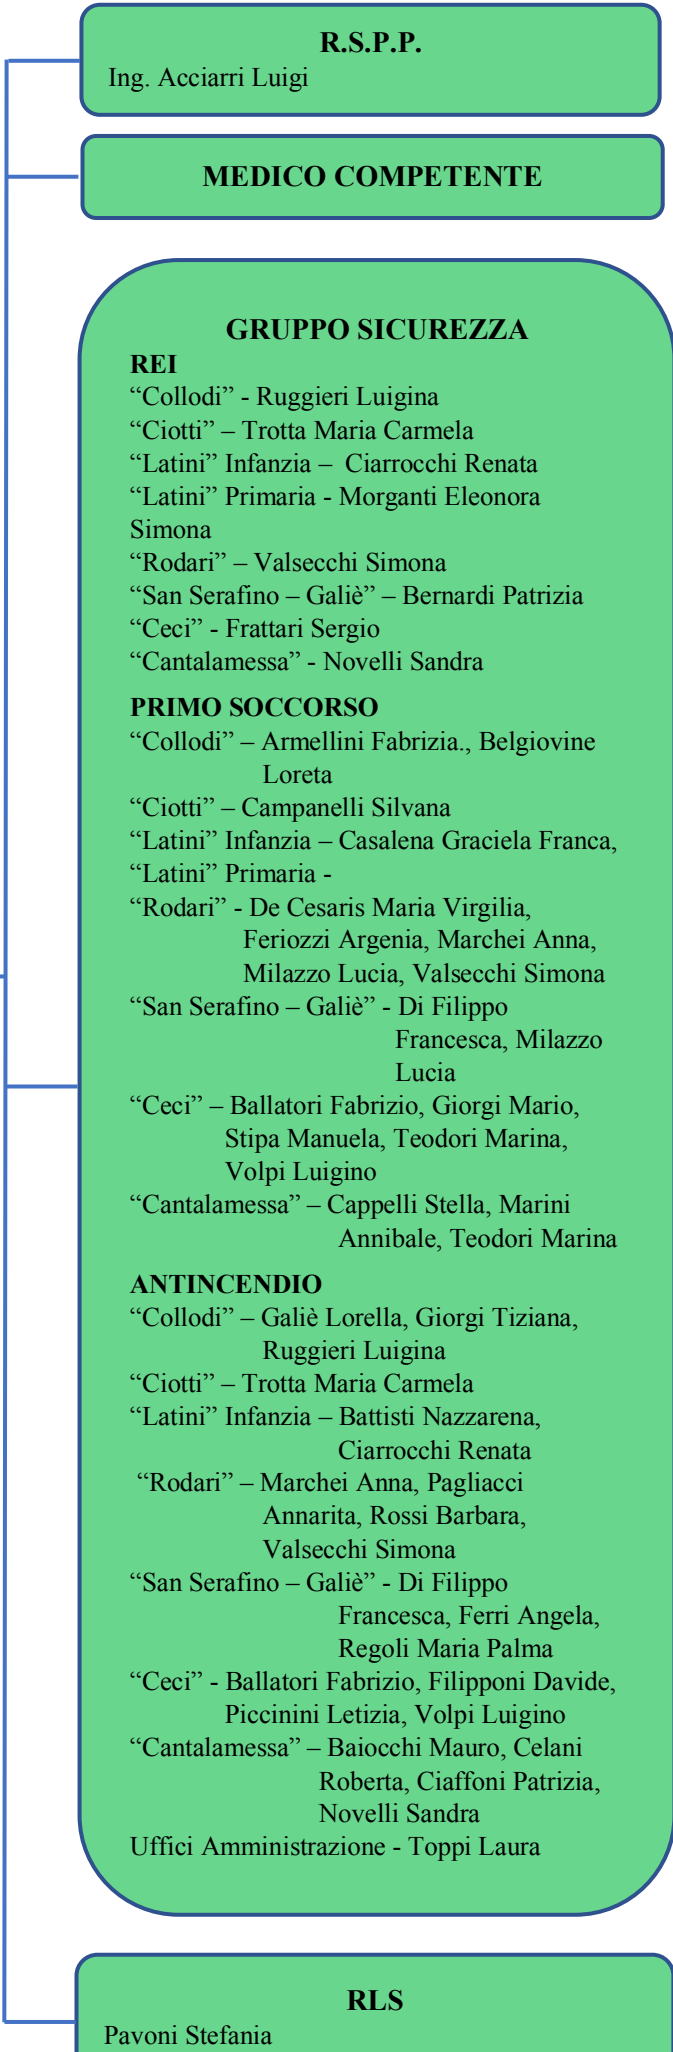 R.S.P.P.
Ing. Acciarri Luigi
MEDICO COMPETENTE
GRUPPO SICUREZZA
REI
“Collodi” - Ruggieri Luigina
“Ciotti” – Trotta Maria Carmela
“Latini” Infanzia – Ciarrocchi Renata
“Latini” Primaria - Morganti Eleonora
Simona
“Rodari” – Valsecchi Simona
“San Serafino – Galiè” – Bernardi Patrizia
“Ceci” - Frattari Sergio
“Cantalamessa” - Novelli Sandra
PRIMO SOCCORSO
“Collodi” – Armellini Fabrizia., Belgiovine
Loreta
“Ciotti” – Campanelli Silvana
“Latini” Infanzia – Casalena Graciela Franca,
“Latini” Primaria -
“Rodari” - De Cesaris Maria Virgilia,
Feriozzi Argenia, Marchei Anna,
Milazzo Lucia, Valsecchi Simona
“San Serafino – Galiè” - Di Filippo
Francesca, Milazzo
Lucia
“Ceci” – Ballatori Fabrizio, Giorgi Mario,
Stipa Manuela, Teodori Marina,
Volpi Luigino
“Cantalamessa” – Cappelli Stella, Marini
Annibale, Teodori Marina
ANTINCENDIO
“Collodi” – Galiè Lorella, Giorgi Tiziana,
Ruggieri Luigina
“Ciotti” – Trotta Maria Carmela
“Latini” Infanzia – Battisti Nazzarena,
Ciarrocchi Renata
“Rodari” – Marchei Anna, Pagliacci
Annarita, Rossi Barbara,
Valsecchi Simona
“San Serafino – Galiè” - Di Filippo
Francesca, Ferri Angela,
Regoli Maria Palma
“Ceci” - Ballatori Fabrizio, Filipponi Davide,
Piccinini Letizia, Volpi Luigino
“Cantalamessa” – Baiocchi Mauro, Celani
Roberta, Ciaffoni Patrizia,
Novelli Sandra
Uffici Amministrazione - Toppi Laura
RLS
Pavoni Stefania